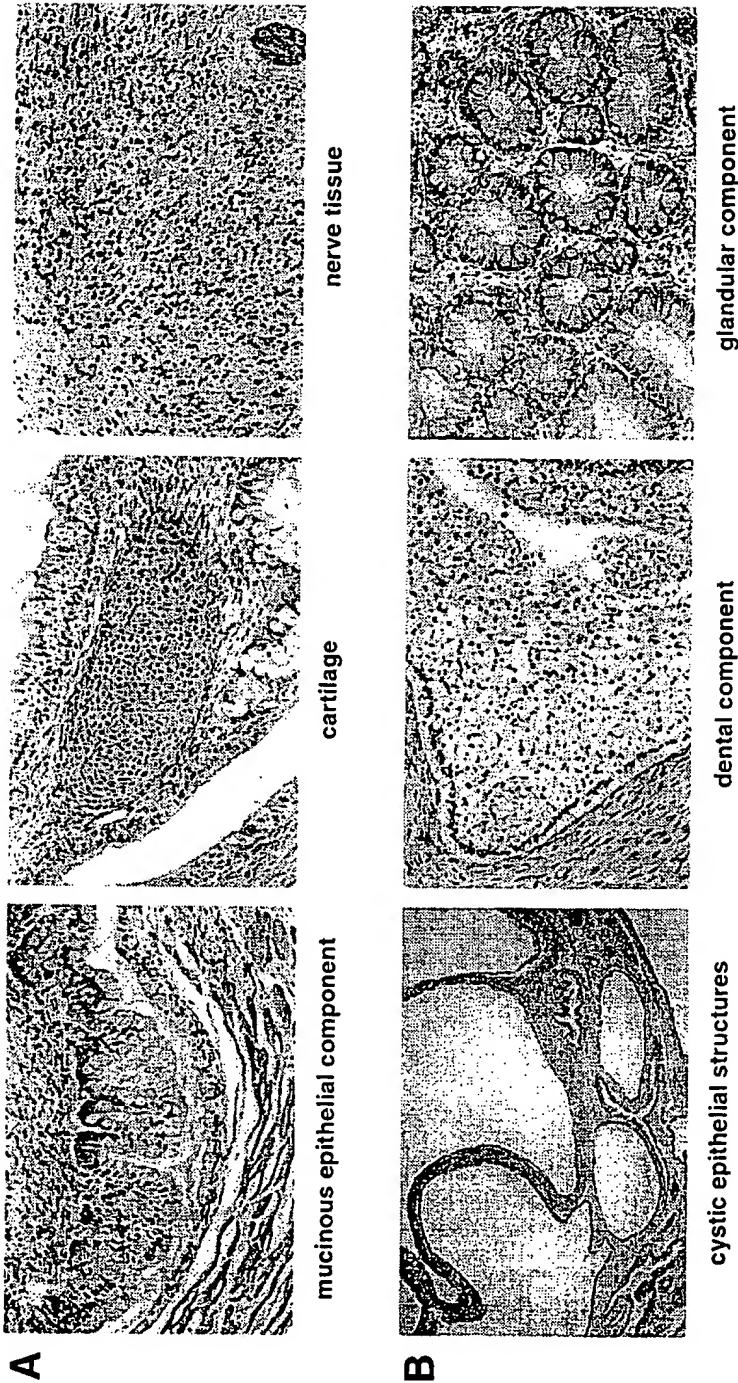 A
mucinous epithelial component
cartilage
nerve tissue
B
cystic epithelial structures
dental component
glandular component